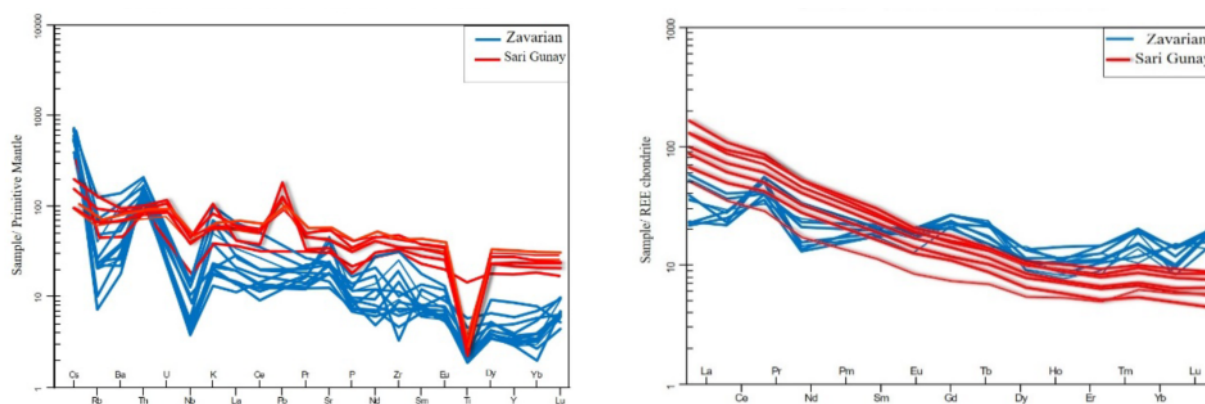 10000
1000
100
10
1
Sample/ Primitive Mantle
Zavarian
Sari Gunay
Cs Ba U K Ce Pr P Zr Eu Dy Yb
Rb Th Nb La Pb Sr Nd Sm Ti Y Lu
1000
100
10
1
Sample/ REE chondrite
Zavarian
Sari Gunay
La Pr Pm Eu Tb Ho Tm Lu
Ce Nd Sm Gd Dy Er Yb